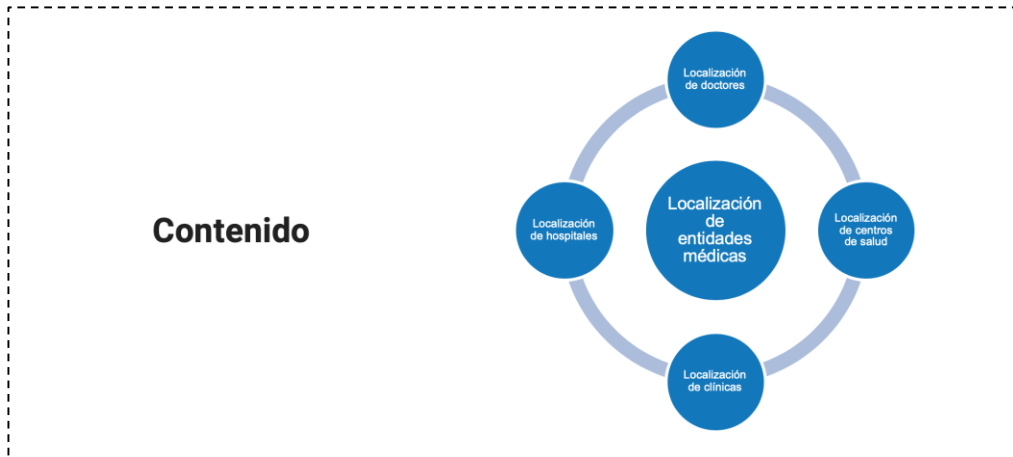 Contenido
Localización
de doctores
Localización
de hospitales
Localización
de
entidades
médicas
Localización
de centros
de salud
Localización
de clínicas